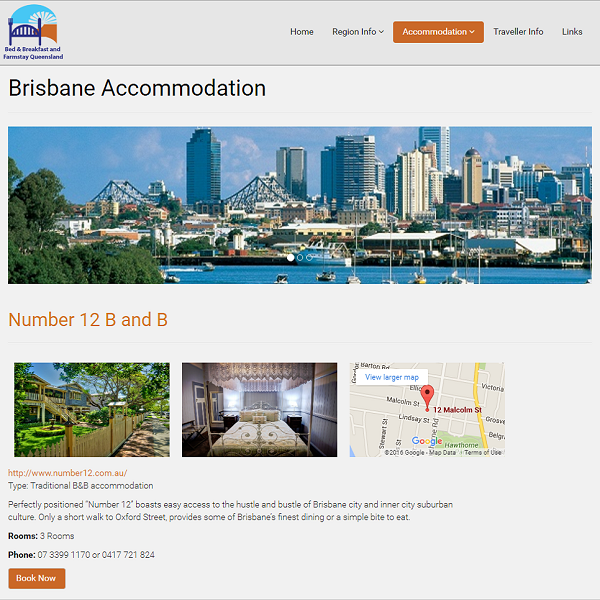 Bed & Breakfast and
Farmstay Queensland
Home Region Info Accommodation Traveller Info Links
Brisbane Accommodation
Number 12 B and B
View larger map
Barton Rd
Malcolm St
Lindsay St
Stewart St
Victoria
12 Malcolm St
Grosve
Hawthorne
Belgr
Google
©2016 Google - Map Data Terms of Use
http://www.number12.com.au/
Type: Traditional B&B accommodation
Perfectly positioned "Number 12" boasts easy access to the hustle and bustle of Brisbane city and inner city suburban
culture. Only a short walk to Oxford Street, provides some of Brisbane's finest dining or a simple bite to eat.
Rooms: 3 Rooms
Phone: 07 3399 1170 or 0417 721 824
Book Now